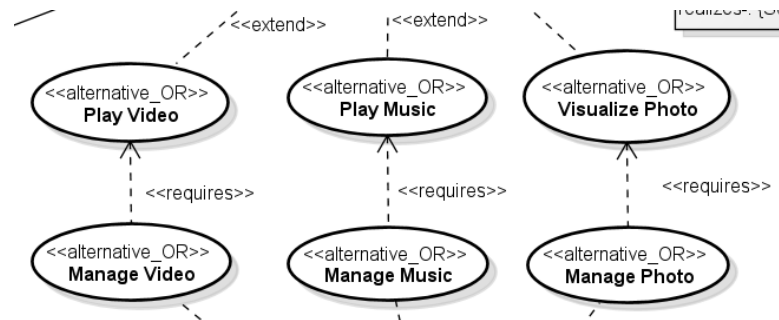 realizes-: {S
<<extend>>
<<extend>>
<<alternative_OR>>
Play Video
<<alternative_OR>>
Play Music
<<alternative_OR>>
Visualize Photo
<<requires>>
<<requires>>
<<requires>>
<<alternative_OR>>
Manage Video
<<alternative_OR>>
Manage Music
<<alternative_OR>>
Manage Photo